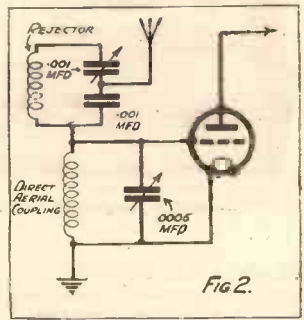 REJECTOR
.001
MFD
.001
MFD
DIRECT
AERIAL
COUPLING
.0005
MFD
FIG 2.